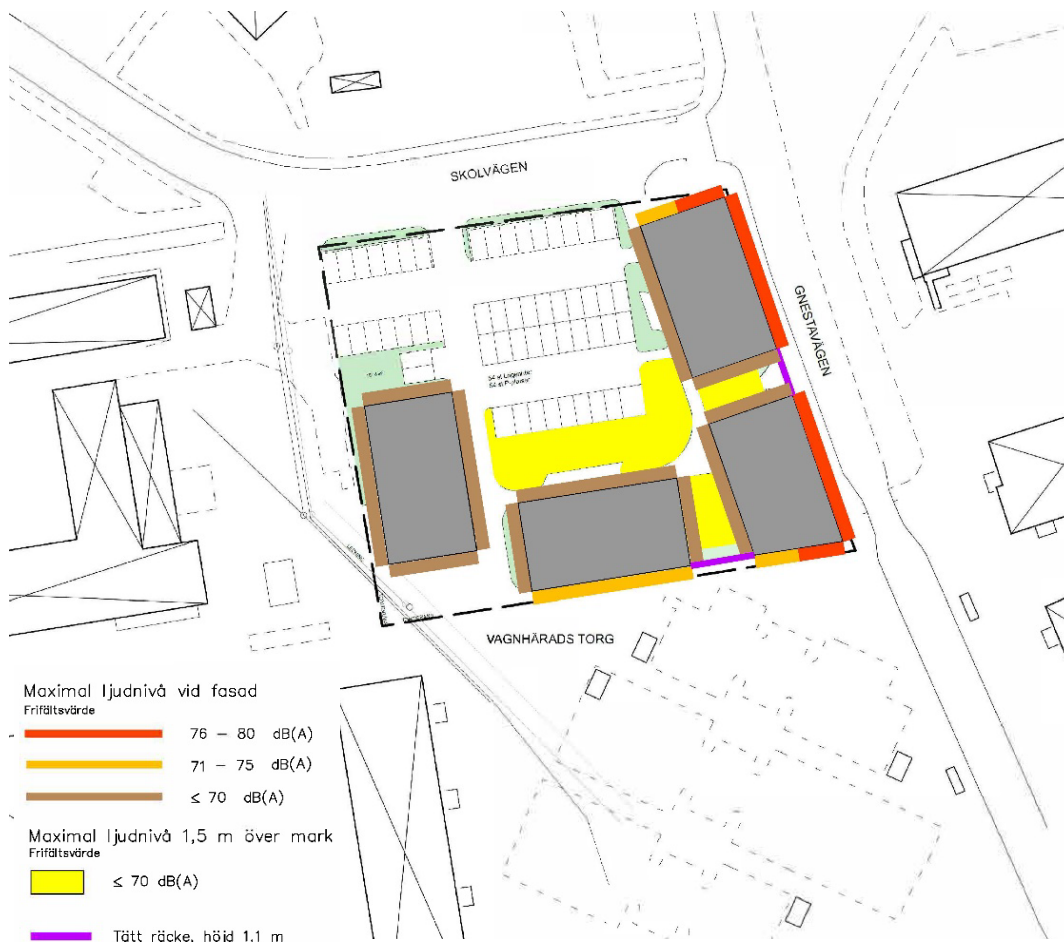 SKOLVÄGEN
GNESTAVÄGEN
VAGNHÄRADS TORG
Maximal ljudnivå vid fasad
Frifältsvärde
76 – 80 dB(A)
71 – 75 dB(A)
≤ 70 dB(A)
Maximal ljudnivå 1,5 m över mark
Frifältsvärde
≤ 70 dB(A)
Tätt räcke, höjd 1.1 m